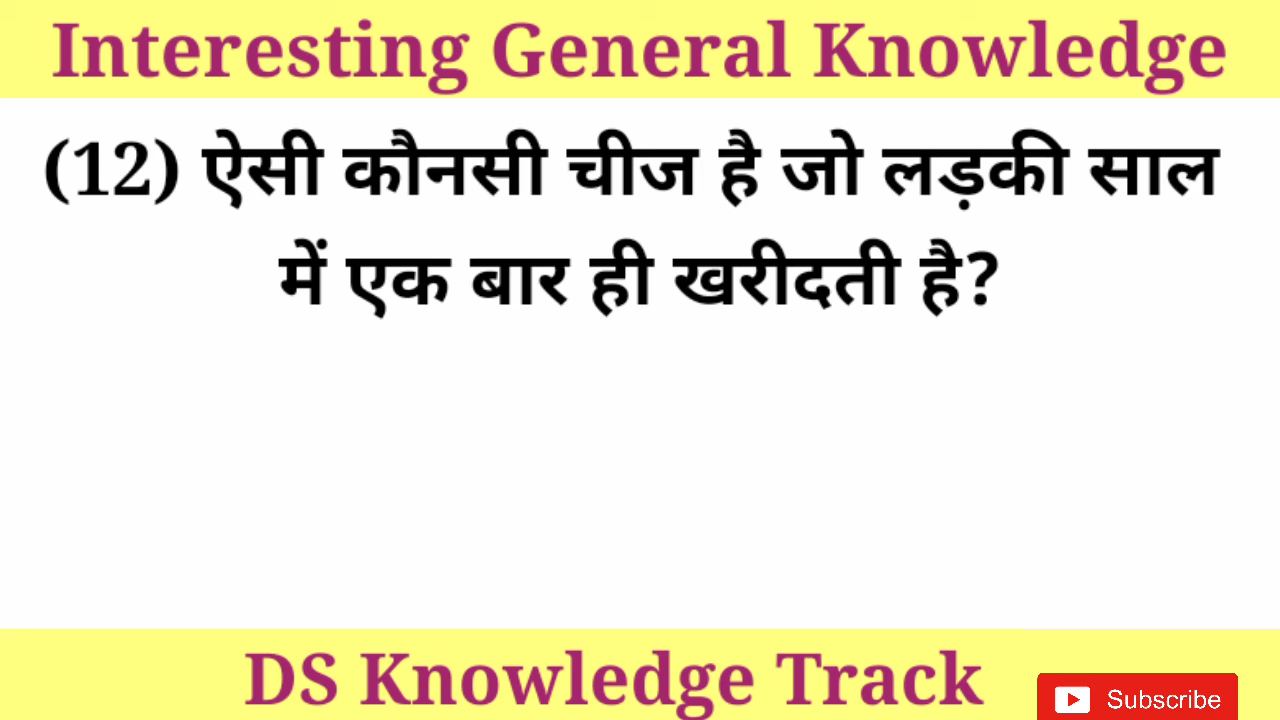 Interesting General Knowledge
(12) ऐसी कौनसी चीज है जो लड़की साल
में एक बार ही खरीदती है?
DS Knowledge Track
Subscribe